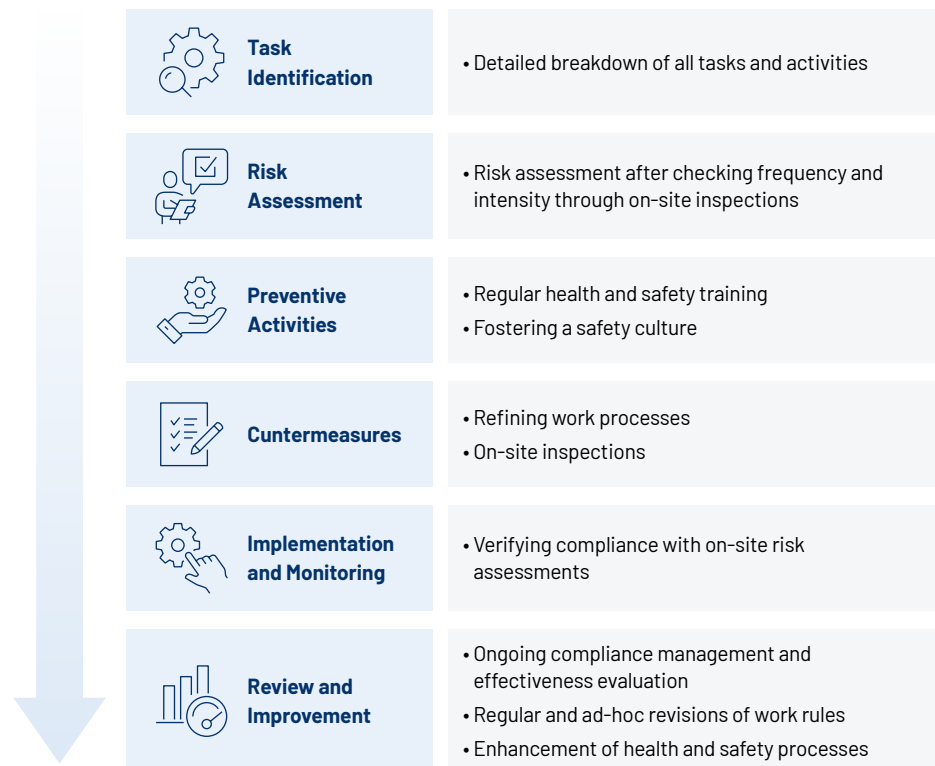 Task
Identification
• Detailed breakdown of all tasks and activities
Risk
Assessment
• Risk assessment after checking frequency and
intensity through on-site inspections
Preventive
Activities
• Regular health and safety training
• Fostering a safety culture
Cuntermeasures
• Refining work processes
• On-site inspections
Implementation
and Monitoring
• Verifying compliance with on-site risk
assessments
Review and
Improvement
• Ongoing compliance management and
effectiveness evaluation
• Regular and ad-hoc revisions of work rules
• Enhancement of health and safety processes